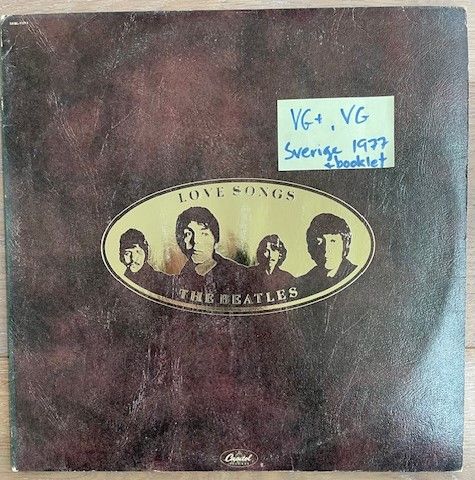 VG+, VG
Sverige 1977
+booklet
LOVE SONGS
THE BEATLES
Capitol